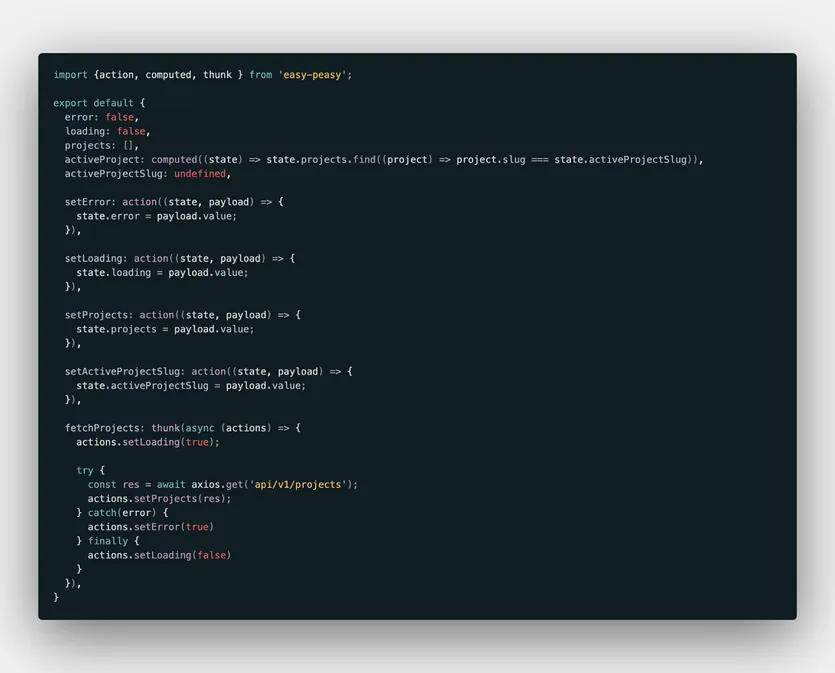 import {action, computed, thunk } from 'easy-peasy';

export default {
  error: false,
  loading: false,
  projects: [],
  activeProject: computed((state) => state.projects.find((project) => project.slug === state.activeProjectSlug)),
  activeProjectSlug: undefined,

  setError: action((state, payload) => {
    state.error = payload.value;
  }),

  setLoading: action((state, payload) => {
    state.loading = payload.value;
  }),

  setProjects: action((state, payload) => {
    state.projects = payload.value;
  }),

  setActiveProjectSlug: action((state, payload) => {
    state.activeProjectSlug = payload.value;
  }),

  fetchProjects: thunk(async (actions) => {
    actions.setLoading(true);

    try {
      const res = await axios.get('api/v1/projects');
      actions.setProjects(res);
    } catch(error) {
      actions.setError(true)
    } finally {
      actions.setLoading(false)
    }
  }),
}